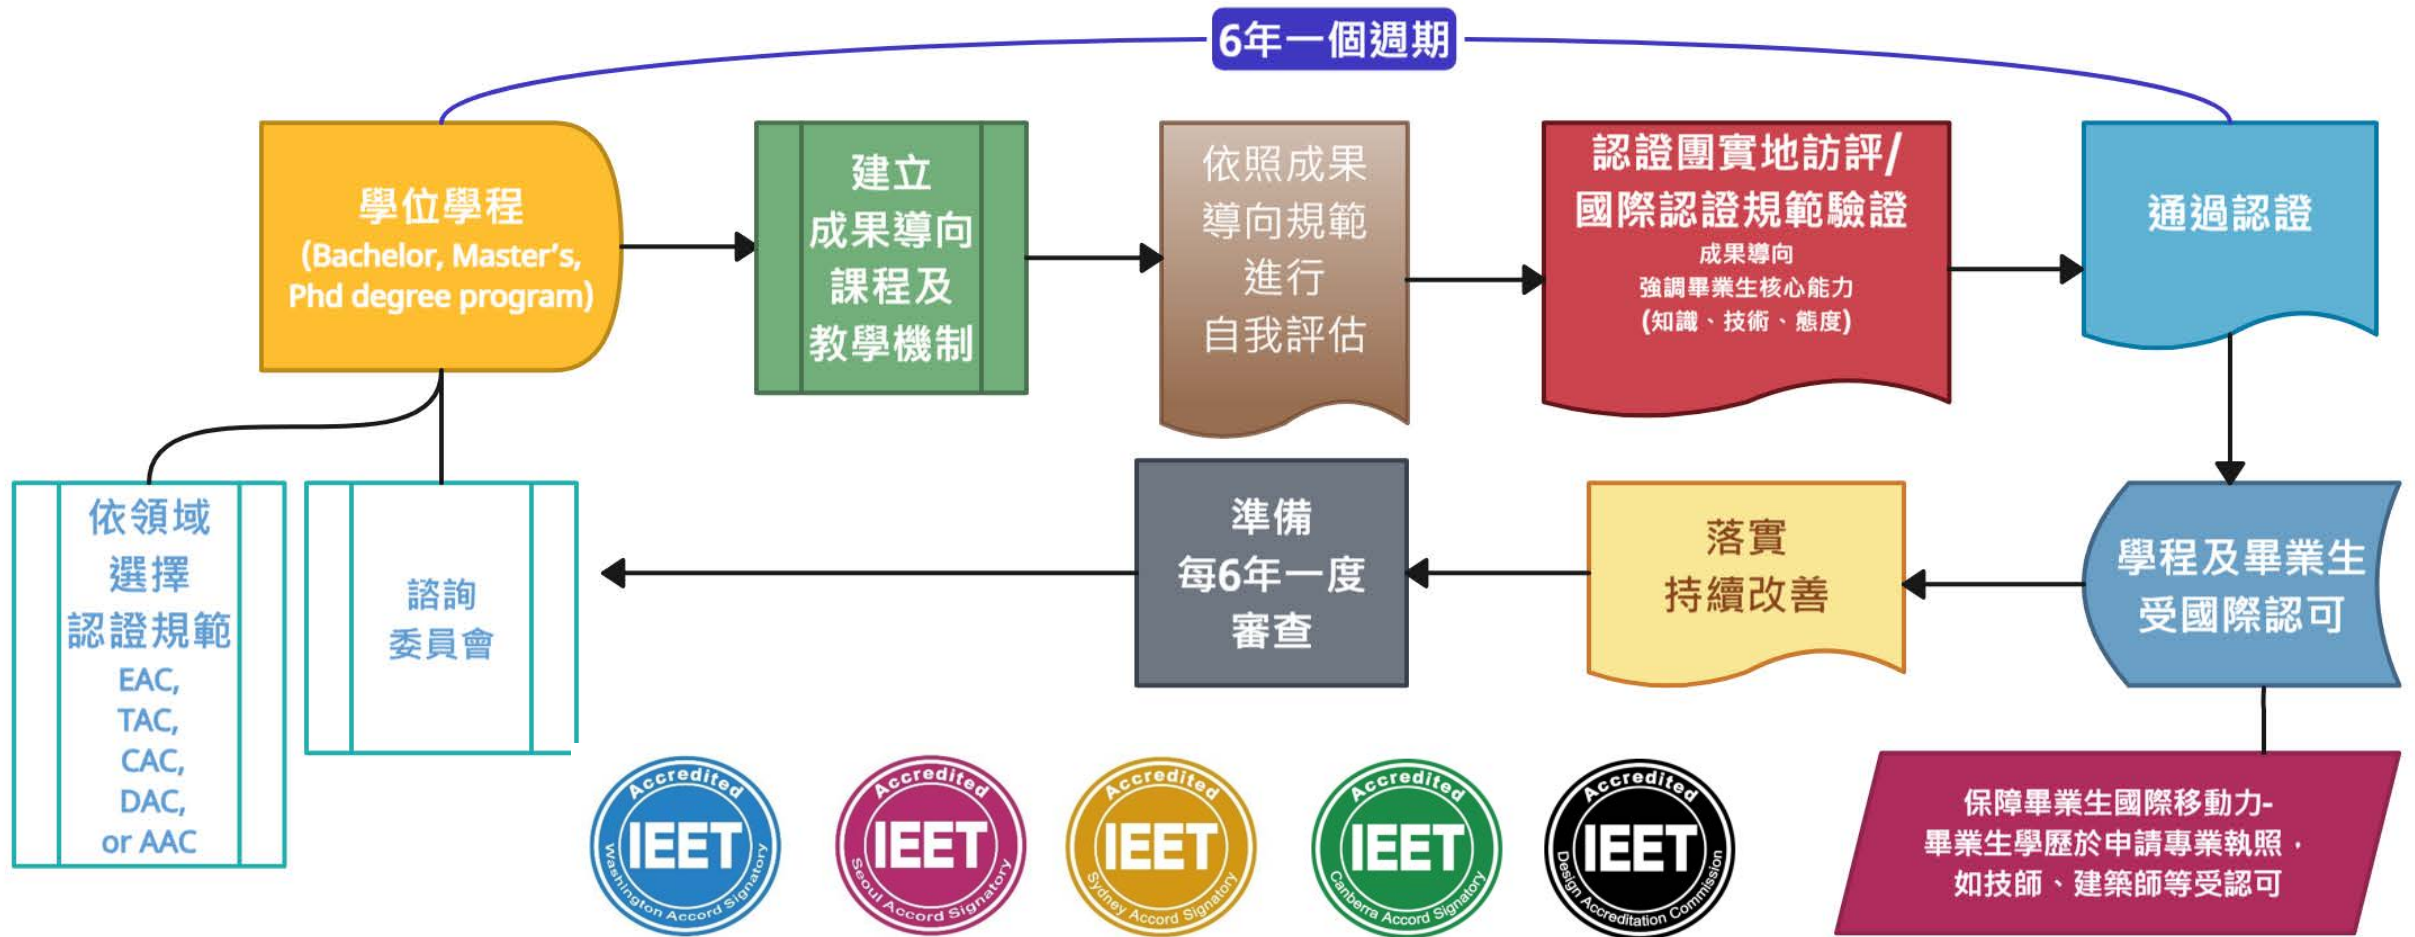 6年一個週期
學位學程
(Bachelor, Master's,
Phd degree program)
建立
成果導向
課程及
教學機制
依照成果
導向規範
進行
自我評估
認證團實地訪評/
國際認證規範驗證
成果導向
強調畢業生核心能力
(知識、技術、態度)
通過認證
學程及畢業生
受國際認可
落實
持續改善
準備
每6年一度
審查
諮詢
委員會
依領域
選擇
認證規範
EAC,
TAC,
CAC,
DAC,
or AAC
保障畢業生國際移動力-
畢業生學歷於申請專業執照，
如技師、建築師等受認可
Accredited
IEET
Washington Accord Signatory
Accredited
IEET
Seoul Accord Signatory
Accredited
IEET
Sydney Accord Signatory
Accredited
IEET
Canberra Accord Signatory
Accredited
IEET
Design Accreditation Commission